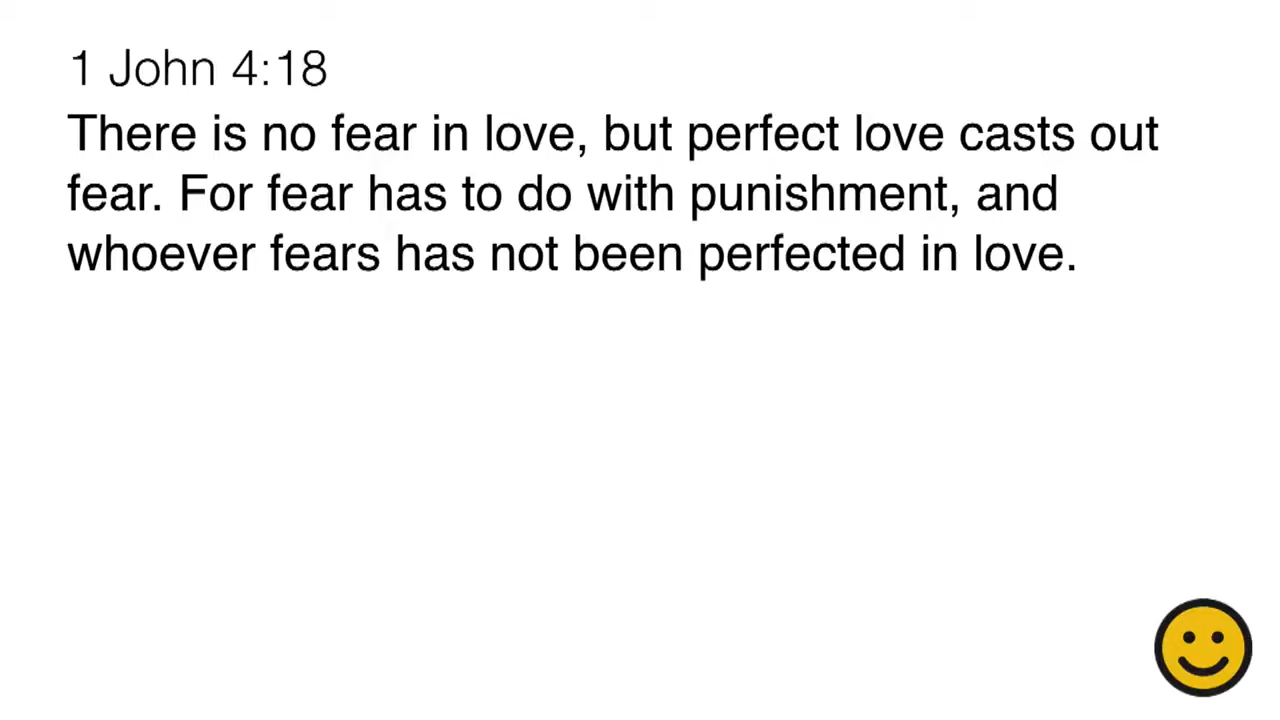 1 John 4:18
There is no fear in love, but perfect love casts out
fear. For fear has to do with punishment, and
whoever fears has not been perfected in love.